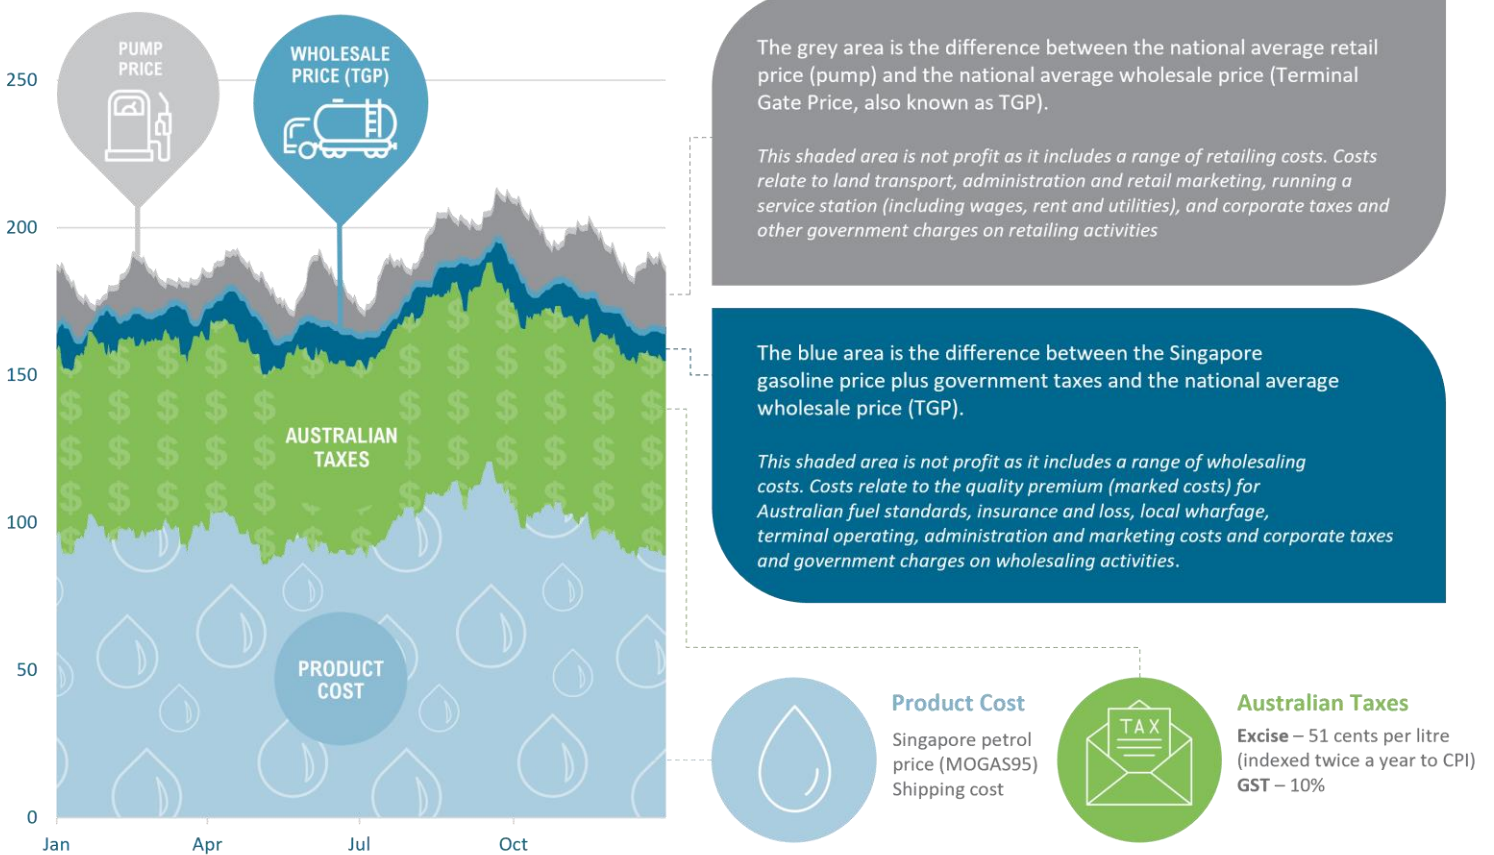 PUMP
PRICE
WHOLESALE
PRICE (TGP)
250
200
150
100
50
0
Jan
Apr
Jul
Oct
AUSTRALIAN
TAXES
PRODUCT
COST
The grey area is the difference between the national average retail
price (pump) and the national average wholesale price (Terminal
Gate Price, also known as TGP).
This shaded area is not profit as it includes a range of retailing costs. Costs
relate to land transport, administration and retail marketing, running a
service station (including wages, rent and utilities), and corporate taxes and
other government charges on retailing activities
The blue area is the difference between the Singapore
gasoline price plus government taxes and the national average
wholesale price (TGP).
This shaded area is not profit as it includes a range of wholesaling
costs. Costs relate to the quality premium (marked costs) for
Australian fuel standards, insurance and loss, local wharfage,
terminal operating, administration and marketing costs and corporate taxes
and government charges on wholesaling activities.
Product Cost
Singapore petrol
price (MOGAS95)
Shipping cost
TAX
Australian Taxes
Excise – 51 cents per litre
(indexed twice a year to CPI)
GST – 10%